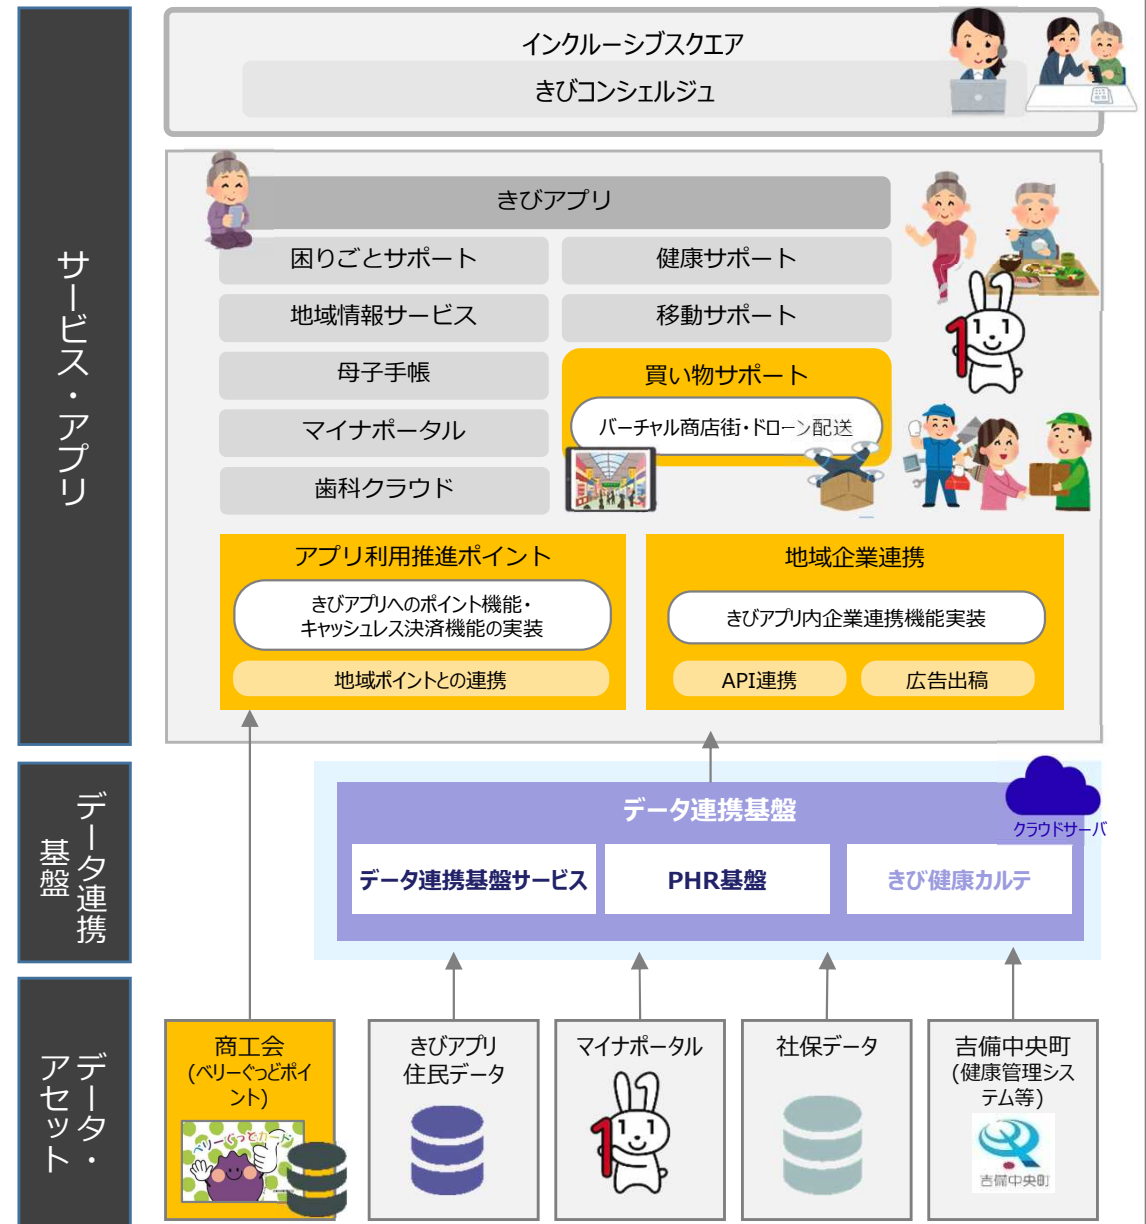 サービス・アプリ
インクルーシブスクエア
きびコンシェルジュ
きびアプリ
困りごとサポート
健康サポート
地域情報サービス
移動サポート
母子手帳
買い物サポート
マイナポータル
バーチャル商店街・ドローン配送
歯科クラウド
アプリ利用推進ポイント
きびアプリへのポイント機能・
キャッシュレス決済機能の実装
地域ポイントとの連携
地域企業連携
きびアプリ内企業連携機能実装
API連携
広告出稿
データ連携
基盤
データ連携基盤
クラウドサーバ
データ連携基盤サービス
PHR基盤
きび健康カルテ
データ・
アセット
商工会
(ベリーぐっどポイ
ント)
ベリーぐっどカード
きびアプリ
住民データ
マイナポータル
社保データ
吉備中央町
(健康管理シス
テム等)
吉備中央町